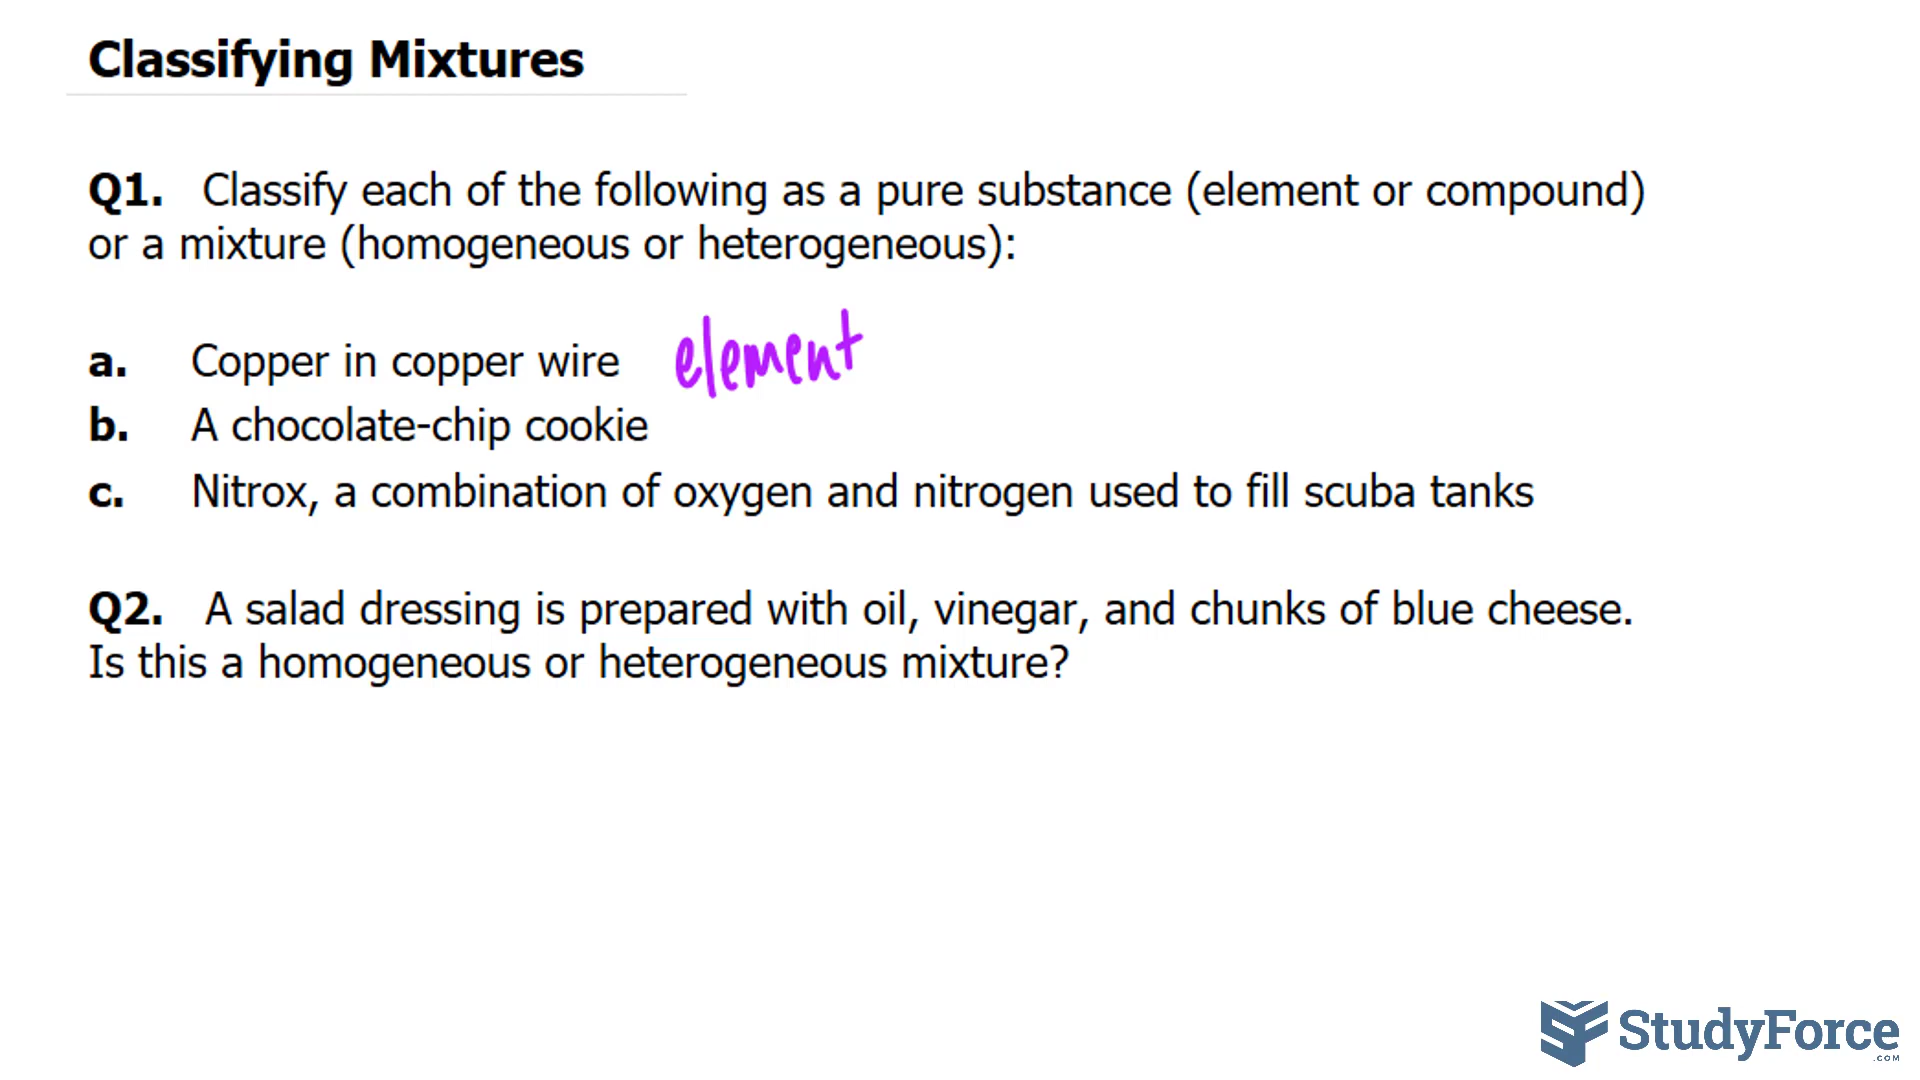 Classifying Mixtures
Q1. Classify each of the following as a pure substance (element or compound)
or a mixture (homogeneous or heterogeneous):
a. Copper in copper wire element
b. A chocolate-chip cookie
c. Nitrox, a combination of oxygen and nitrogen used to fill scuba tanks
Q2. A salad dressing is prepared with oil, vinegar, and chunks of blue cheese.
Is this a homogeneous or heterogeneous mixture?
StudyForce
.COM